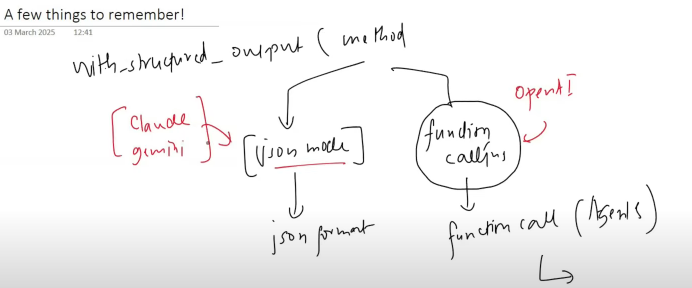 A few things to remember!
03 March 2025 12:41
with_structured_output ( method
OpenAI
[ Claude
gemini ]
[ json mode ]
function
calling
json format
function call (Agents)